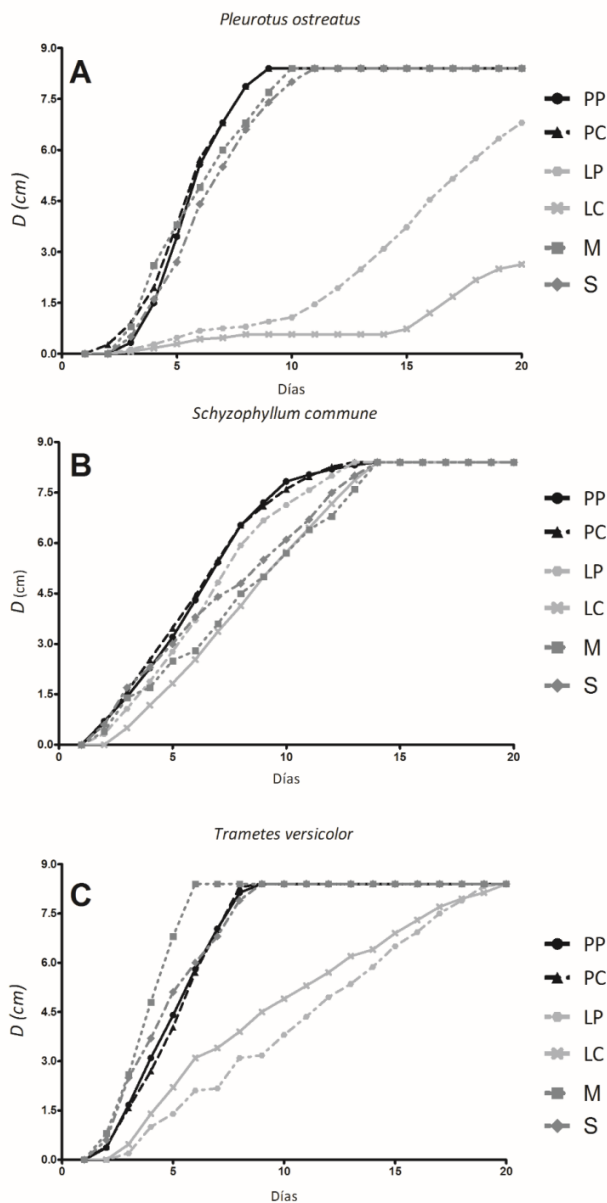 Pleurotus ostreatus
A
D (cm)
9.0
7.5
6.0
4.5
3.0
1.5
0.0
0 5 10 15 20
Días
PP
PC
LP
LC
M
S
Schyzophyllum commune
B
D (cm)
9.0
7.5
6.0
4.5
3.0
1.5
0.0
0 5 10 15 20
Días
PP
PC
LP
LC
M
S
Trametes versicolor
C
D (cm)
9.0
7.5
6.0
4.5
3.0
1.5
0.0
0 5 10 15 20
Días
PP
PC
LP
LC
M
S